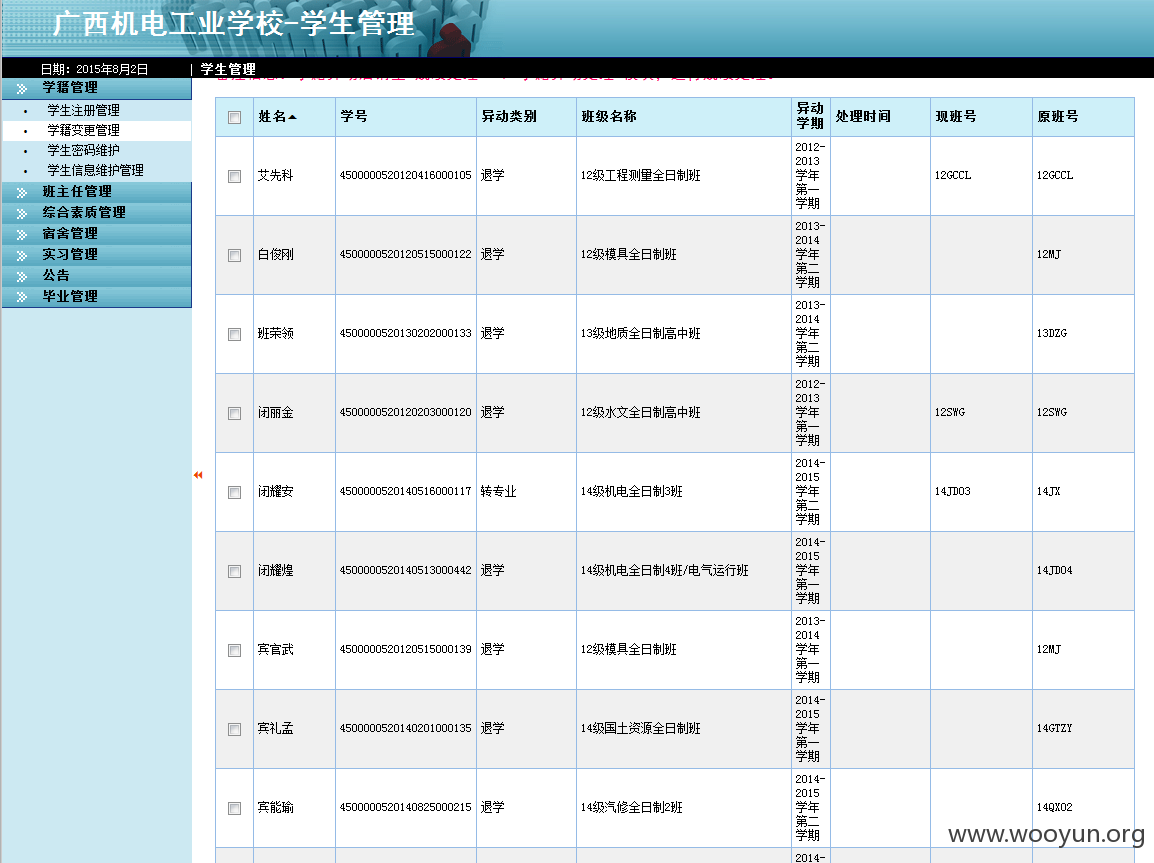 广西机电工业学校-学生管理
日期: 2015年8月2日
学生管理
学籍管理
学生注册管理
学籍变更管理
学生密码维护
学生信息维护管理
班主任管理
综合素质管理
宿舍管理
实习管理
公告
毕业管理
姓名 学号 异动类别 班级名称 异动学期 处理时间 现班号 原班号
艾先科 4500000520120416000105 退学 12级工程测量全日制班 2012-2013学年第一学期 12GCCL 12GCCL
白俊刚 4500000520120515000122 退学 12级模具全日制班 2013-2014学年第二学期 12MJ
班荣领 4500000520130202000133 退学 13级地质全日制高中班 2013-2014学年第二学期 13DZG
闭丽金 4500000520120203000120 退学 12级水文全日制高中班 2012-2013学年第一学期 12SWG 12SWG
闭耀安 4500000520140516000117 转专业 14级机电全日制3班 2014-2015学年第二学期 14JD03 14JX
闭耀煌 4500000520140513000442 退学 14级机电全日制4班/电气运行班 2014-2015学年第一学期 14JD04
宾官武 4500000520120515000139 退学 12级模具全日制班 2013-2014学年第一学期 12MJ
宾礼孟 4500000520140201000135 退学 14级国土资源全日制班 2014-2015学年第一学期 14GTZY
宾能瑜 4500000520140825000215 退学 14级汽修全日制2班 2014-2015学年第二学期 14QX02
2014-
www.wooyun.org